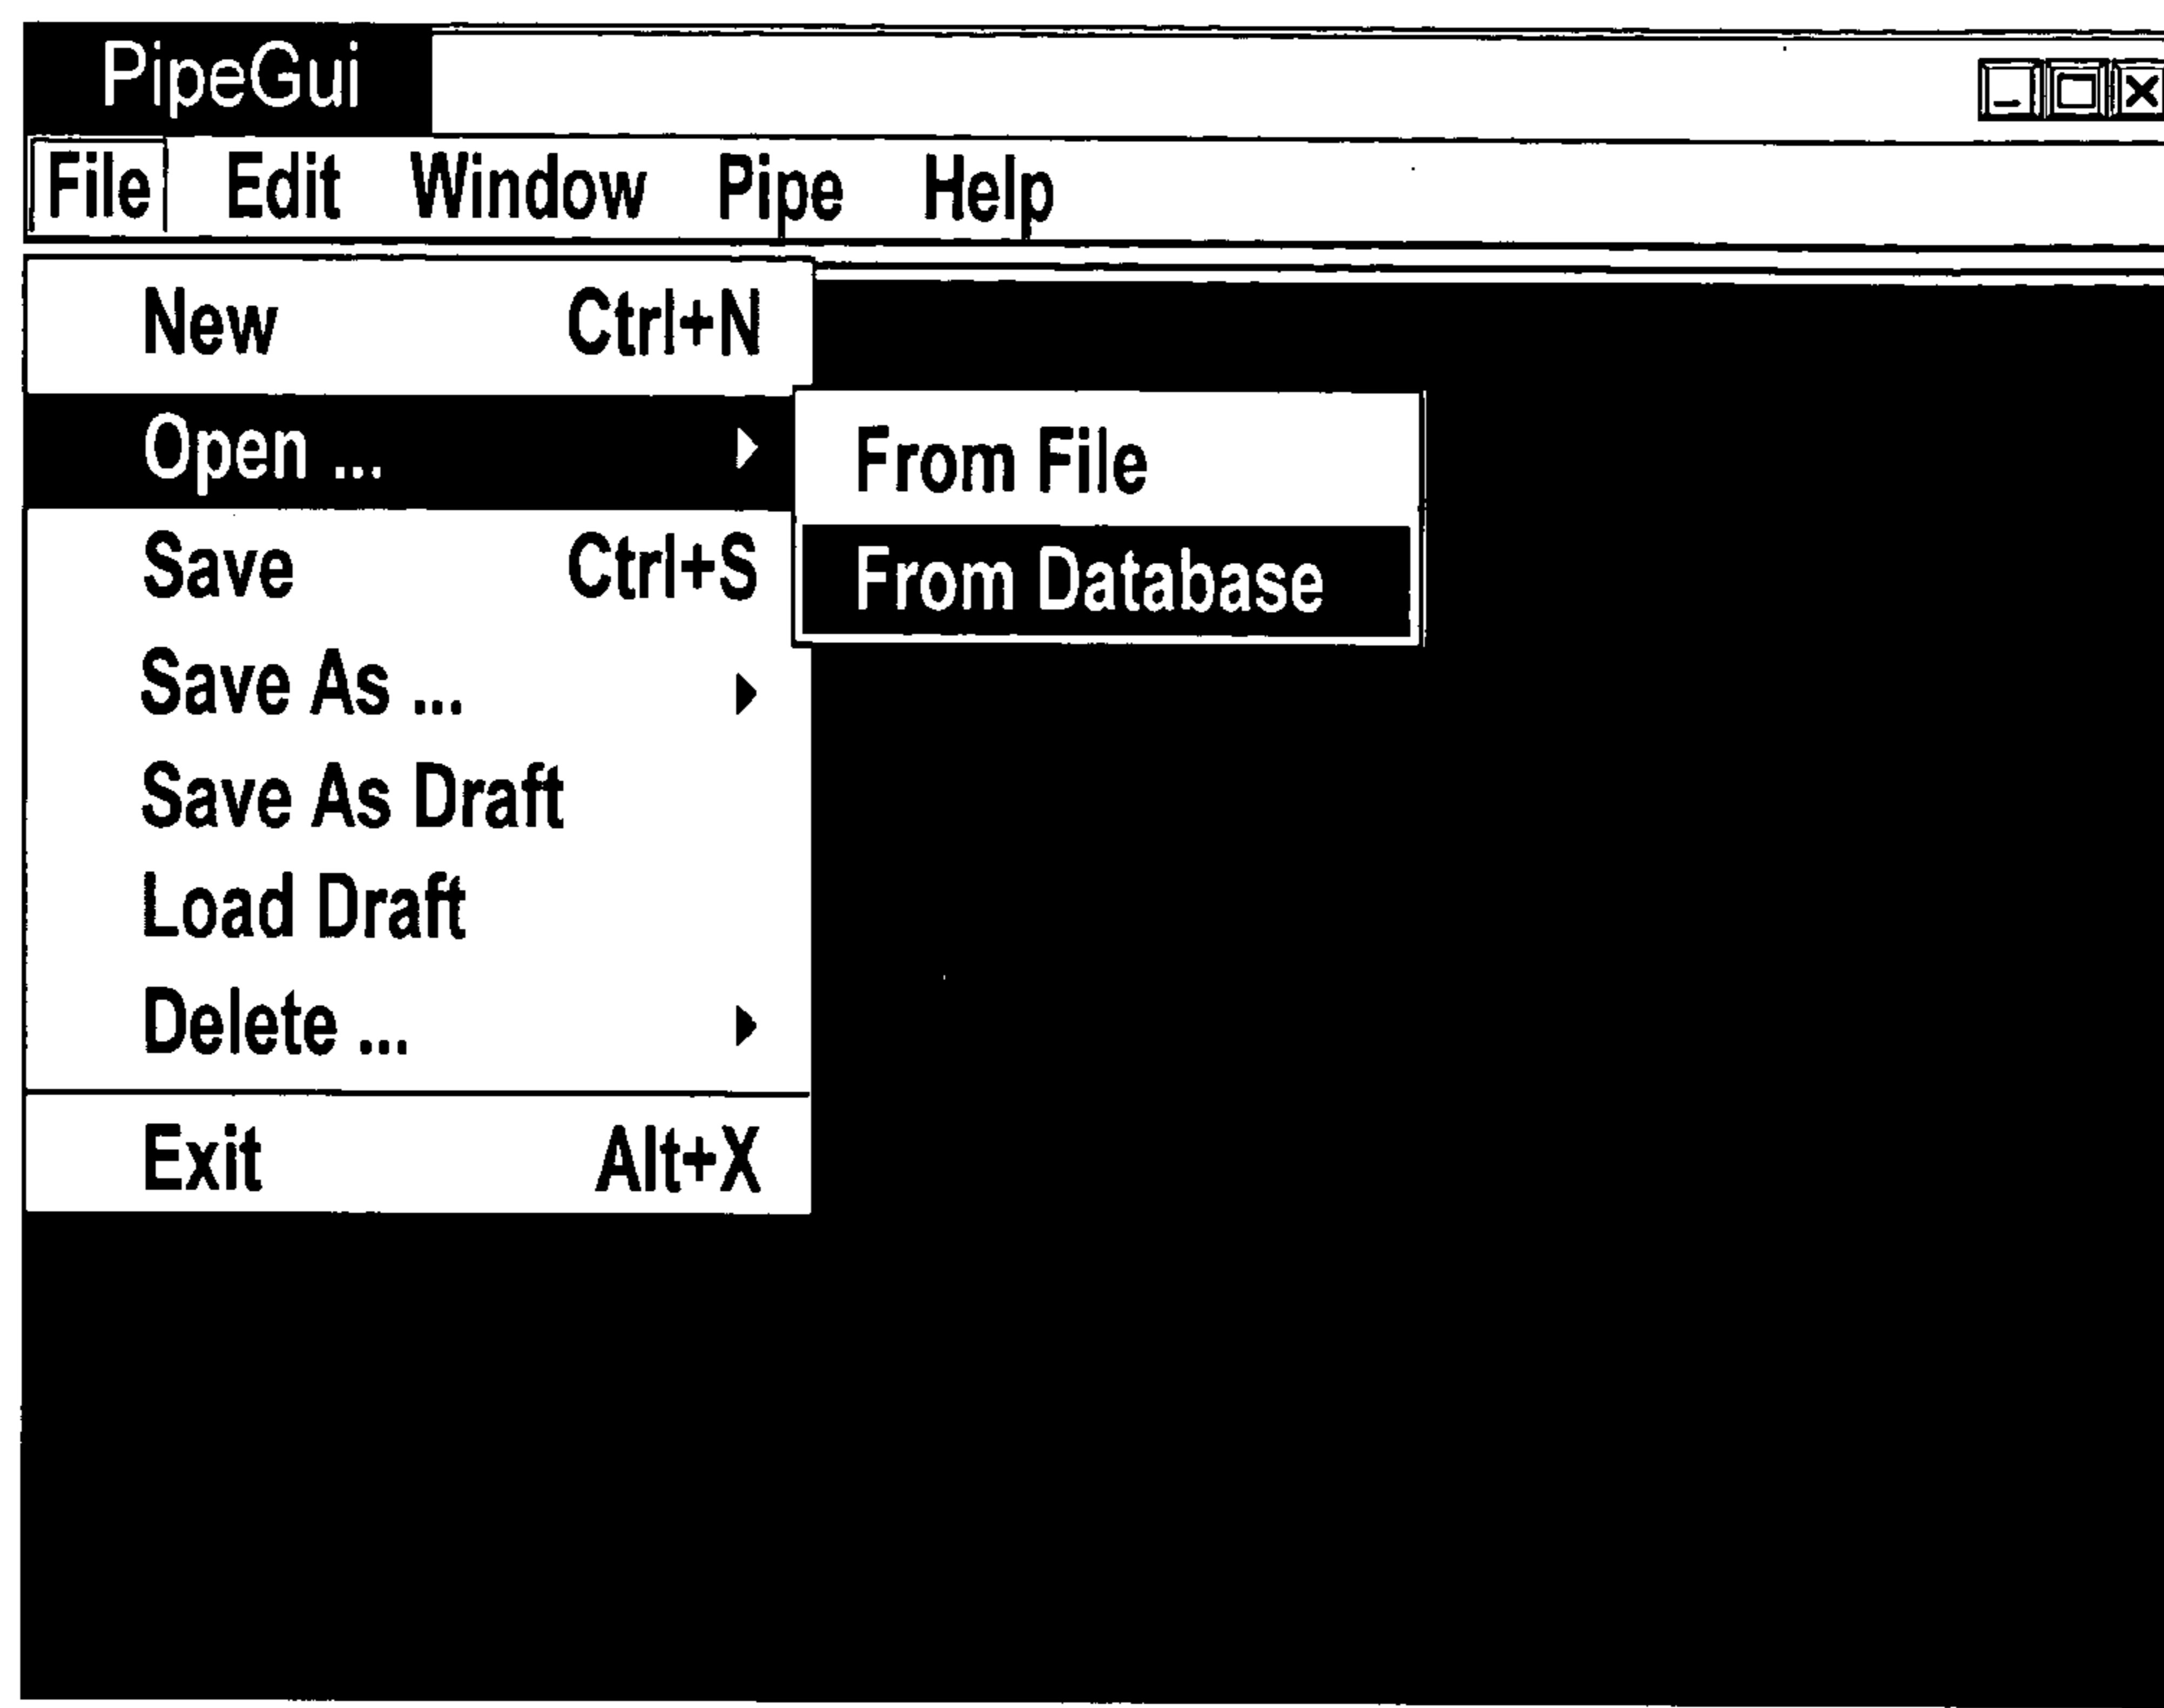 PipeGui
File Edit Window Pipe Help
New Ctrl+N
Open ...
From File
Save Ctrl+S
From Database
Save As ...
Save As Draft
Load Draft
Delete ...
Exit Alt+X